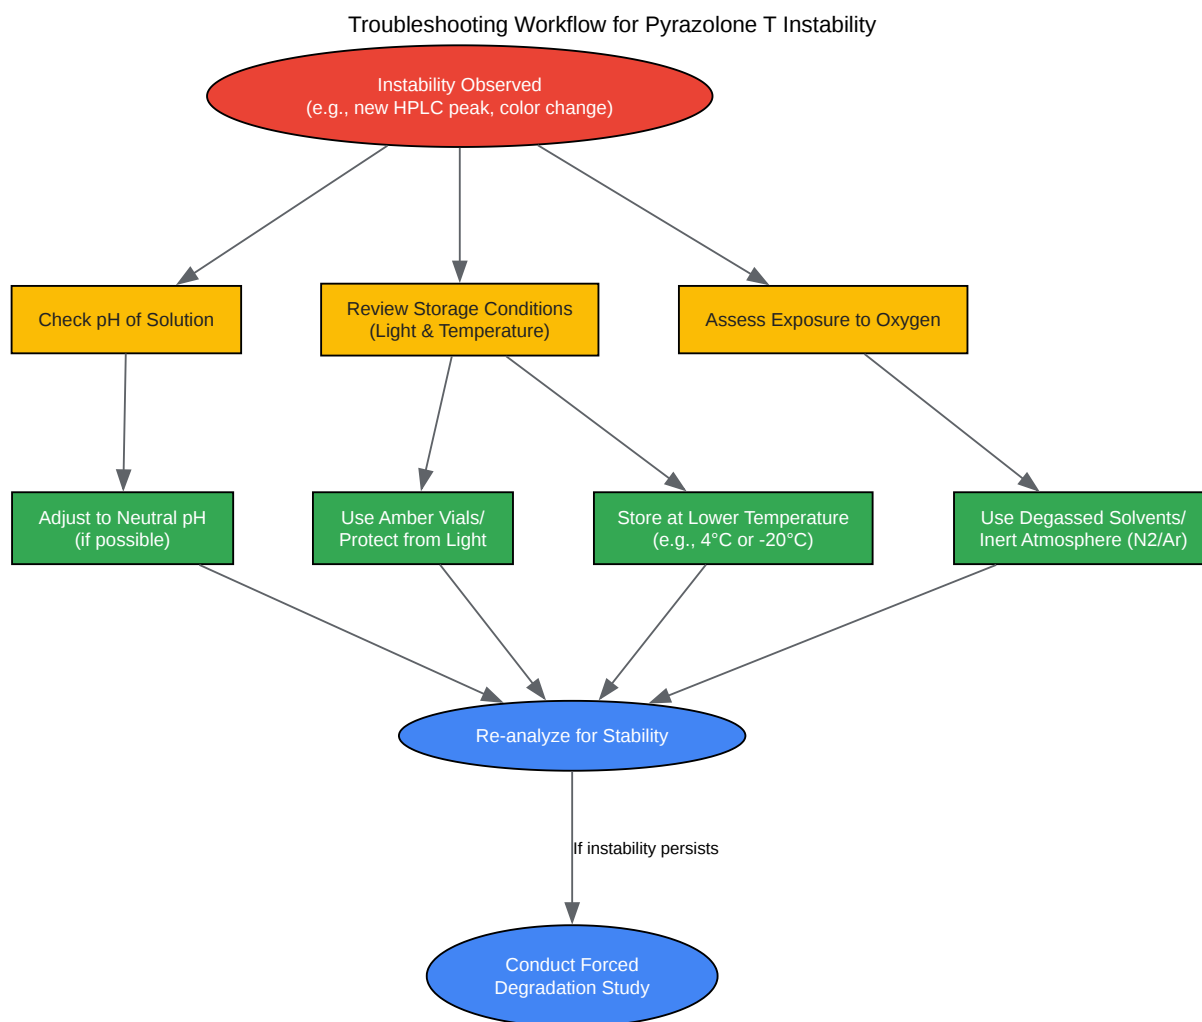 Troubleshooting Workflow for Pyrazolone T Instability
Instability Observed
(e.g., new HPLC peak, color change)
Check pH of Solution
Review Storage Conditions
(Light & Temperature)
Assess Exposure to Oxygen
Adjust to Neutral pH
(if possible)
Use Amber Vials/
Protect from Light
Store at Lower Temperature
(e.g., 4°C or -20°C)
Use Degassed Solvents/
Inert Atmosphere (N2/Ar)
Re-analyze for Stability
If instability persists
Conduct Forced
Degradation Study